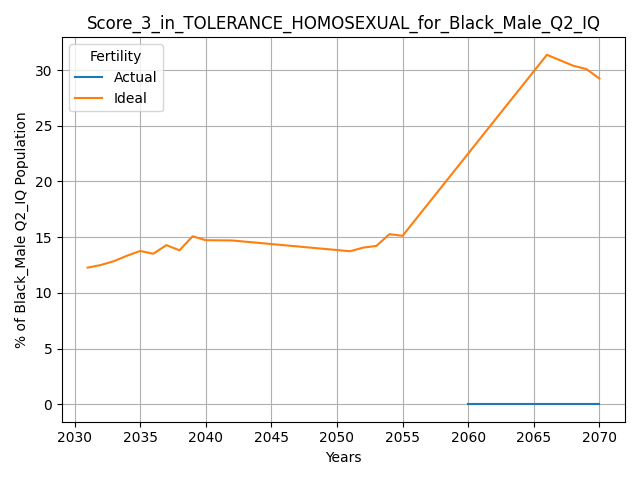 Score_3_in_TOLERANCE_HOMOSEXUAL_for_Black_Male_Q2_IQ
Fertility
Actual
Ideal
% of Black_Male Q2_IQ Population
30
25
20
15
10
5
0
2030 2035 2040 2045 2050 2055 2060 2065 2070
Years